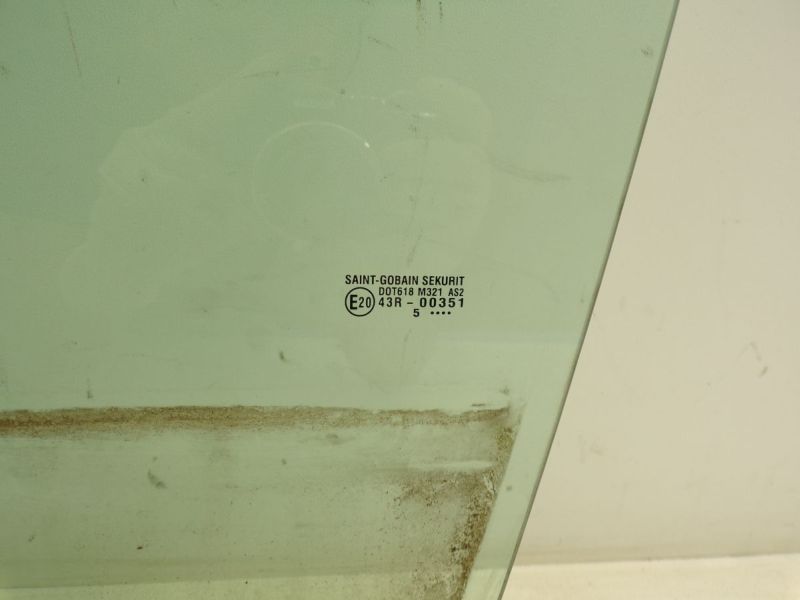 SAINT-GOBAIN SEKURIT
DOT618 M321 AS2
E20 43R - 00351
5 ••••